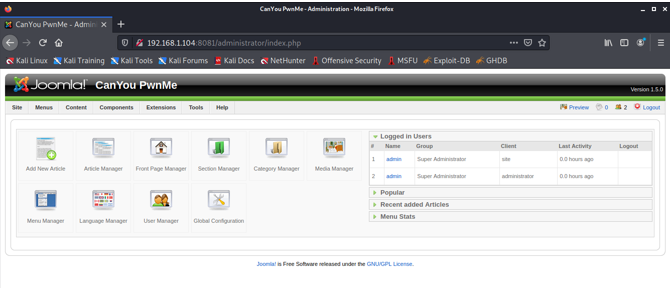 CanYou PwnMe - Administration - Mozilla Firefox
CanYou PwnMe - Admin
192.168.1.104:8081/administrator/index.php
Kali Linux Kali Training Kali Tools Kali Forums Kali Docs NetHunter Offensive Security MSFU Exploit-DB GHDB
Joomla! CanYou PwnMe
Version 1.5.0
Site Menus Content Components Extensions Tools Help Preview 0 2 Logout
Add New Article Article Manager Front Page Manager Section Manager Category Manager Media Manager
Menu Manager Language Manager User Manager Global Configuration
Logged in Users
# Name Group Client Last Activity Logout
1 admin Super Administrator site 0.0 hours ago
2 admin Super Administrator administrator 0.0 hours ago
Popular
Recent added Articles
Menu Stats
Joomla! is Free Software released under the GNU/GPL License.